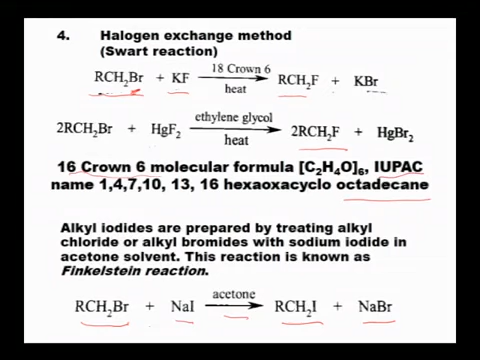 4. Halogen exchange method
(Swart reaction)
RCH₂Br + KF 18 Crown 6 heat RCH₂F + KBr
2RCH₂Br + HgF₂ ethylene glycol heat 2RCH₂F + HgBr₂
16 Crown 6 molecular formula [C₂H₄O]₆, IUPAC
name 1,4,7,10, 13, 16 hexaoxacyclo octadecane
Alkyl iodides are prepared by treating alkyl
chloride or alkyl bromides with sodium iodide in
acetone solvent. This reaction is known as
Finkelstein reaction.
RCH₂Br + NaI acetone RCH₂I + NaBr